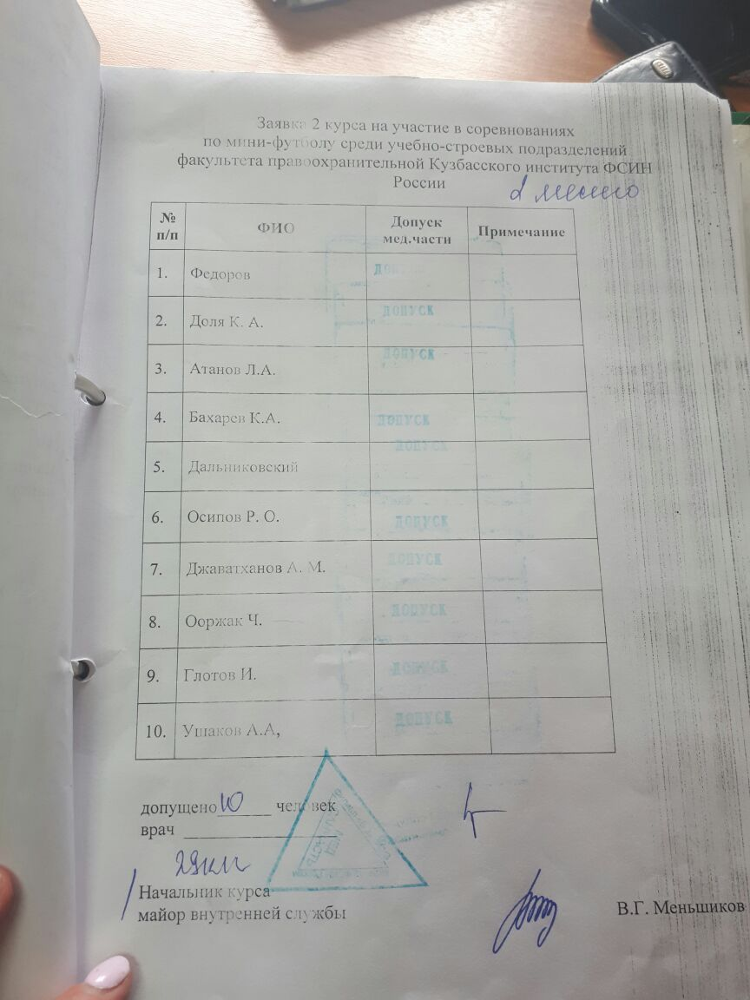 Заявка 2 курса на участие в соревнованиях
по мини-футболу среди учебно-строевых подразделений
факультета правоохранительной Кузбасского института ФСИН
России
место
№ п/п ФИО Допуск мед.части Примечание
1. Федоров ДОПУСК
2. Доля К. А. ДОПУСК
3. Атанов Л.А. ДОПУСК
4. Бахарев К.А. ДОПУСК
5. Дальниковский ДОПУСК
6. Осипов Р. О. ДОПУСК
7. Джаватханов А. М. ДОПУСК
8. Ооржак Ч. ДОПУСК
9. Глотов И. ДОПУСК
10. Ушаков А.А, ДОПУСК
допущено 10 человек
врач
Начальник курса
майор внутренней службы
В.Г. Меньшиков